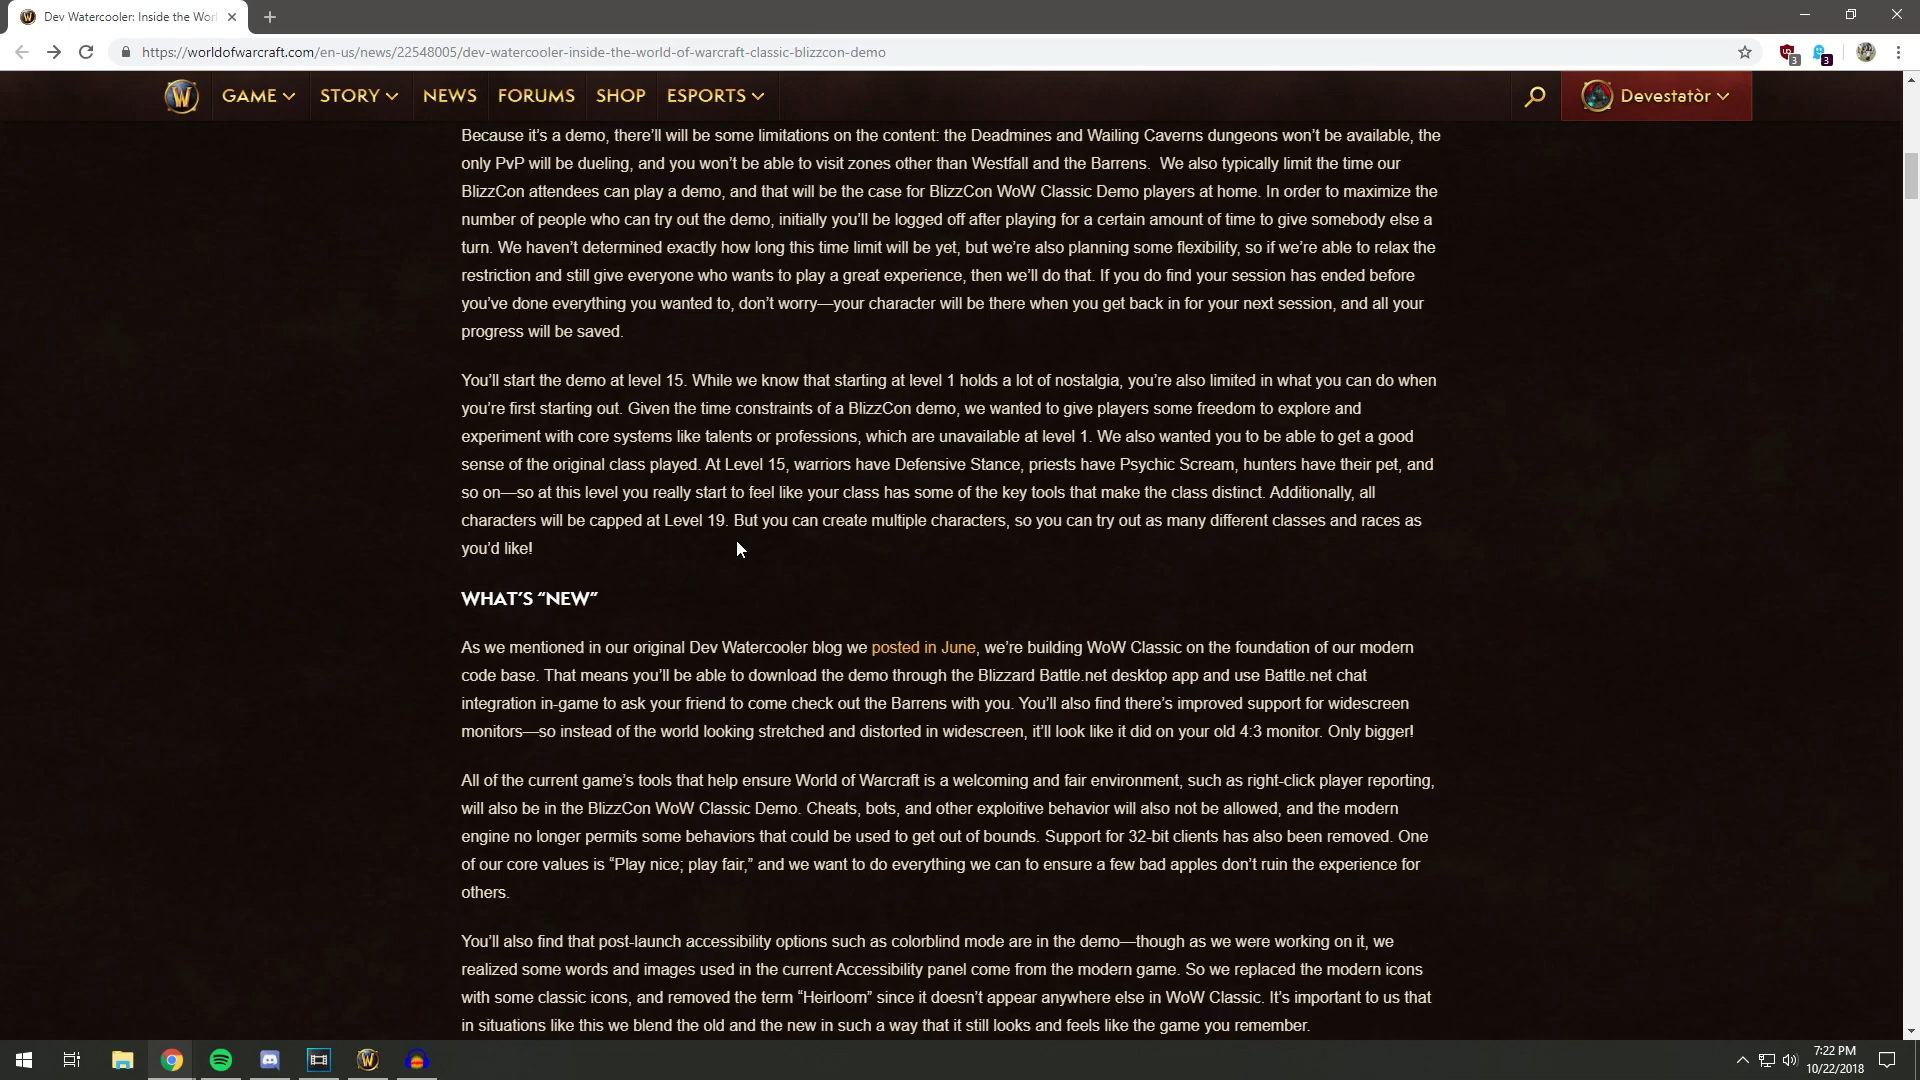 Dev Watercooler: Inside the Worl
https://worldofwarcraft.com/en-us/news/22548005/dev-watercooler-inside-the-world-of-warcraft-classic-blizzcon-demo
3
3
W GAME STORY NEWS FORUMS SHOP ESPORTS Devestatòr
Because it's a demo, there'll will be some limitations on the content: the Deadmines and Wailing Caverns dungeons won't be available, the
only PvP will be dueling, and you won't be able to visit zones other than Westfall and the Barrens.  We also typically limit the time our
BlizzCon attendees can play a demo, and that will be the case for BlizzCon WoW Classic Demo players at home. In order to maximize the
number of people who can try out the demo, initially you'll be logged off after playing for a certain amount of time to give somebody else a
turn. We haven't determined exactly how long this time limit will be yet, but we're also planning some flexibility, so if we're able to relax the
restriction and still give everyone who wants to play a great experience, then we'll do that. If you do find your session has ended before
you've done everything you wanted to, don't worry—your character will be there when you get back in for your next session, and all your
progress will be saved.
You'll start the demo at level 15. While we know that starting at level 1 holds a lot of nostalgia, you're also limited in what you can do when
you're first starting out. Given the time constraints of a BlizzCon demo, we wanted to give players some freedom to explore and
experiment with core systems like talents or professions, which are unavailable at level 1. We also wanted you to be able to get a good
sense of the original class played. At Level 15, warriors have Defensive Stance, priests have Psychic Scream, hunters have their pet, and
so on—so at this level you really start to feel like your class has some of the key tools that make the class distinct. Additionally, all
characters will be capped at Level 19. But you can create multiple characters, so you can try out as many different classes and races as
you'd like!
WHAT'S “NEW”
As we mentioned in our original Dev Watercooler blog we posted in June, we're building WoW Classic on the foundation of our modern
code base. That means you'll be able to download the demo through the Blizzard Battle.net desktop app and use Battle.net chat
integration in-game to ask your friend to come check out the Barrens with you. You'll also find there's improved support for widescreen
monitors—so instead of the world looking stretched and distorted in widescreen, it'll look like it did on your old 4:3 monitor. Only bigger!
All of the current game's tools that help ensure World of Warcraft is a welcoming and fair environment, such as right-click player reporting,
will also be in the BlizzCon WoW Classic Demo. Cheats, bots, and other exploitive behavior will also not be allowed, and the modern
engine no longer permits some behaviors that could be used to get out of bounds. Support for 32-bit clients has also been removed. One
of our core values is “Play nice; play fair,” and we want to do everything we can to ensure a few bad apples don't ruin the experience for
others.
You'll also find that post-launch accessibility options such as colorblind mode are in the demo—though as we were working on it, we
realized some words and images used in the current Accessibility panel come from the modern game. So we replaced the modern icons
with some classic icons, and removed the term “Heirloom” since it doesn't appear anywhere else in WoW Classic. It's important to us that
in situations like this we blend the old and the new in such a way that it still looks and feels like the game you remember.
7:22 PM
10/22/2018